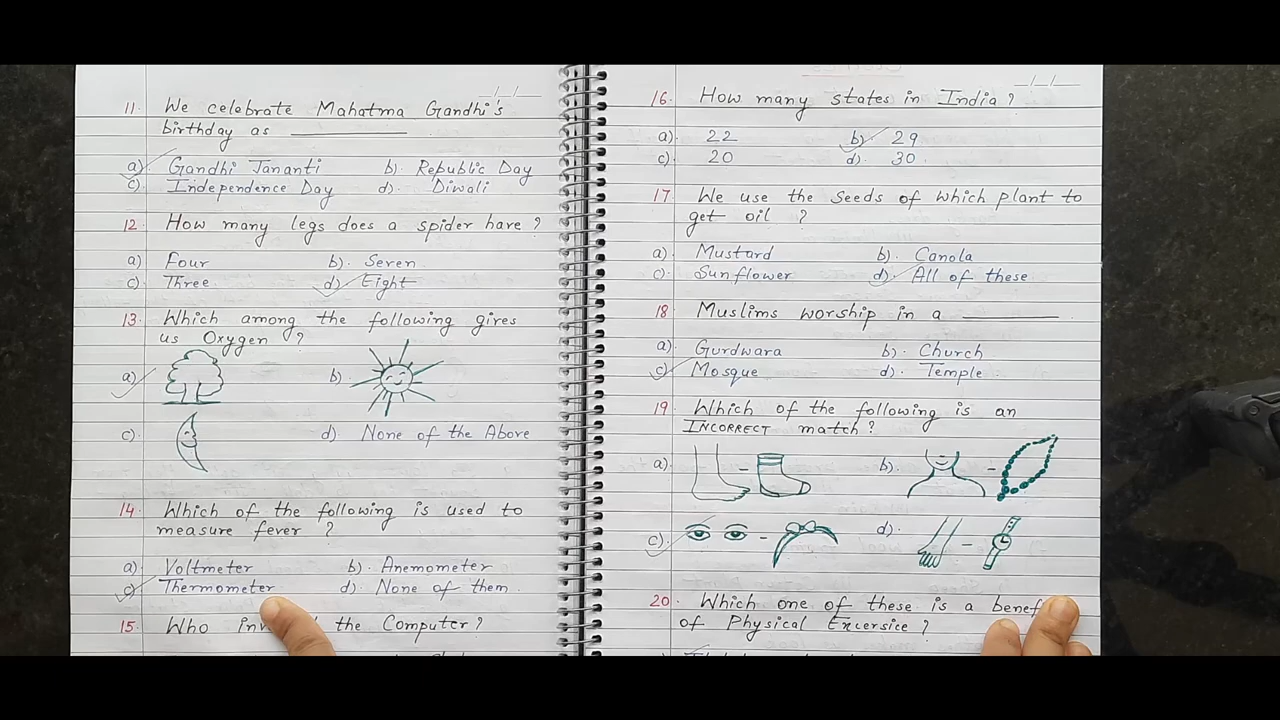 11. We celebrate Mahatma Gandhi's
birthday as ________
a) Gandhi Jananti b). Republic Day
c). Independence Day d). Diwali
12 How many legs does a spider have ?
a) Four b). Seven
c) Three d) Eight
13. Which among the following gives
us Oxygen ?
a) b).
c). d). None of the Above
14. Which of the following is used to
measure fever ?
a) Voltmeter b). Anemometer
c) Thermometer d). None of them.
15 Who the Computer ?
16. How many states in India ?
a). 22 b) 29
c) 20 d). 30
17. We use the seeds of which plant to
get oil ?
a) Mustard b). Canola
c). Sunflower d) All of these
18 Muslims worship in a ________
a) Gurdwara b). Church
c) Mosque d). Temple.
19. Which of the following is an
INCORRECT match ?
a). b).
c) d).
20. Which one of these is a benef
of Physical Excersice ?